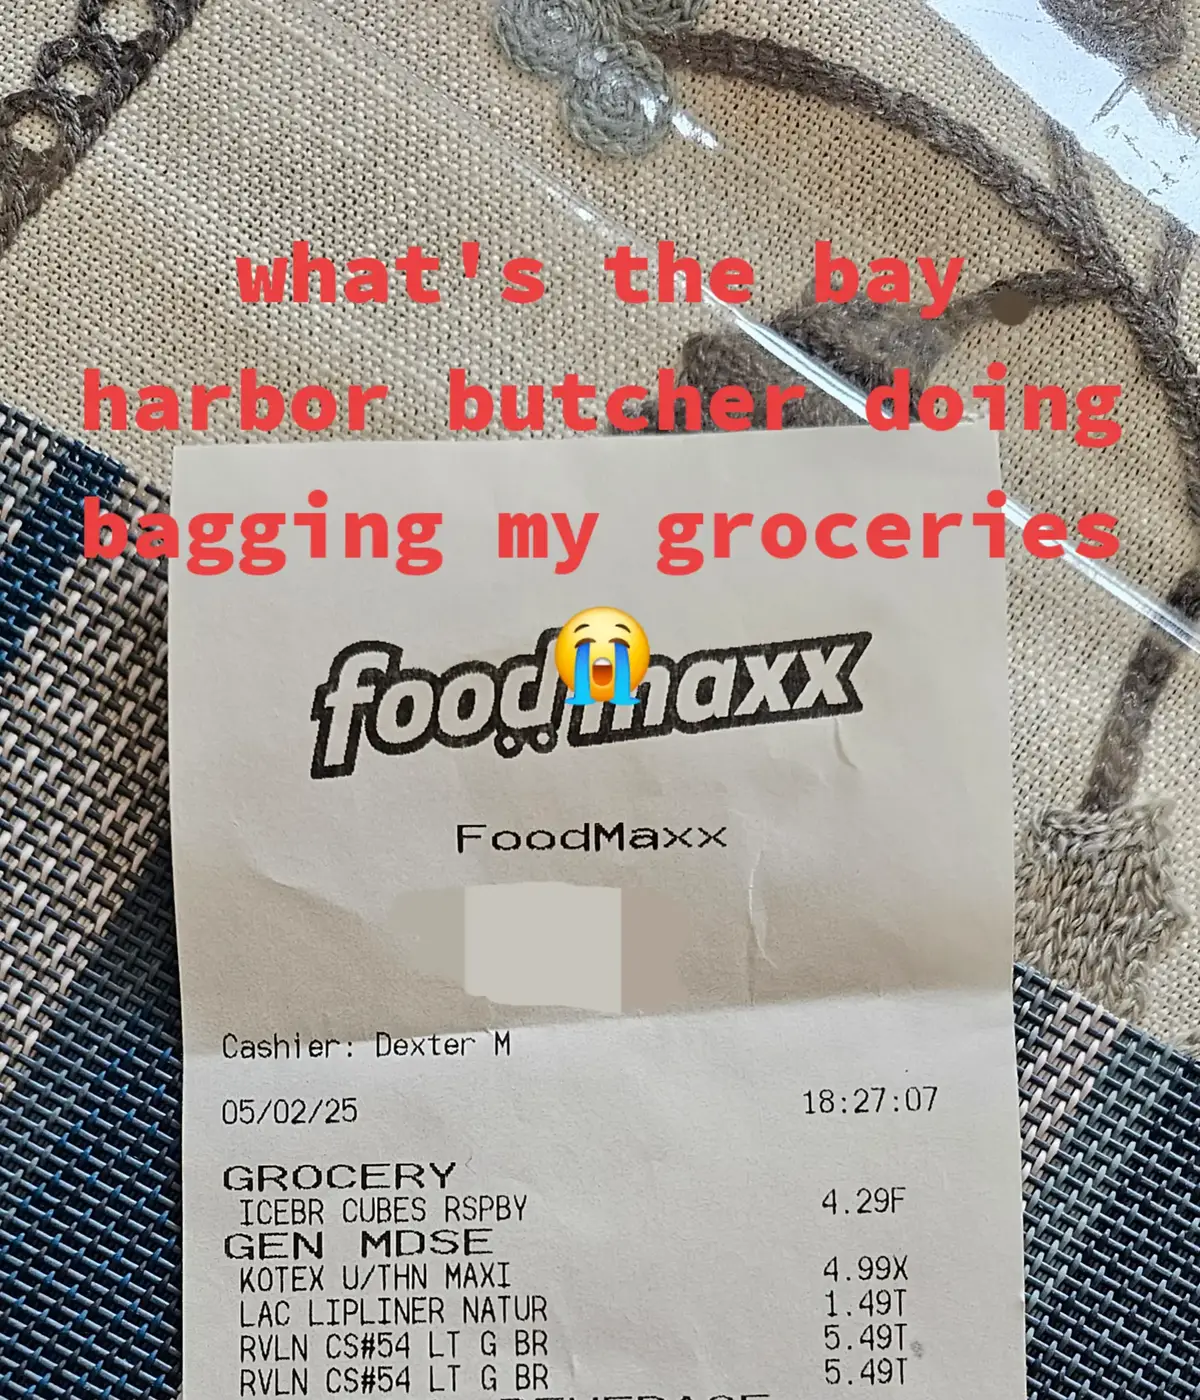 what's the bay
harbor butcher doing
bagging my groceries
😭
foodmaxx
FoodMaxx
Cashier: Dexter M
05/02/25 18:27:07
GROCERY
ICEBR CUBES RSPBY 4.29F
GEN MDSE
KOTEX U/THN MAXI 4.99X
LAC LIPLINER NATUR 1.49T
RVLN CS#54 LT G BR 5.49T
RVLN CS#54 LT G BR 5.49T